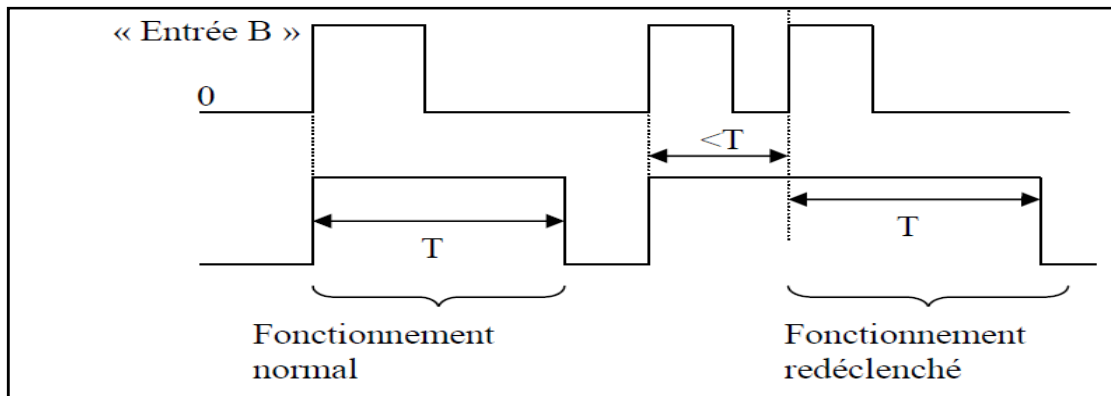 « Entrée B »
0
<T
T
T
Fonctionnement
normal
Fonctionnement
redéclenché